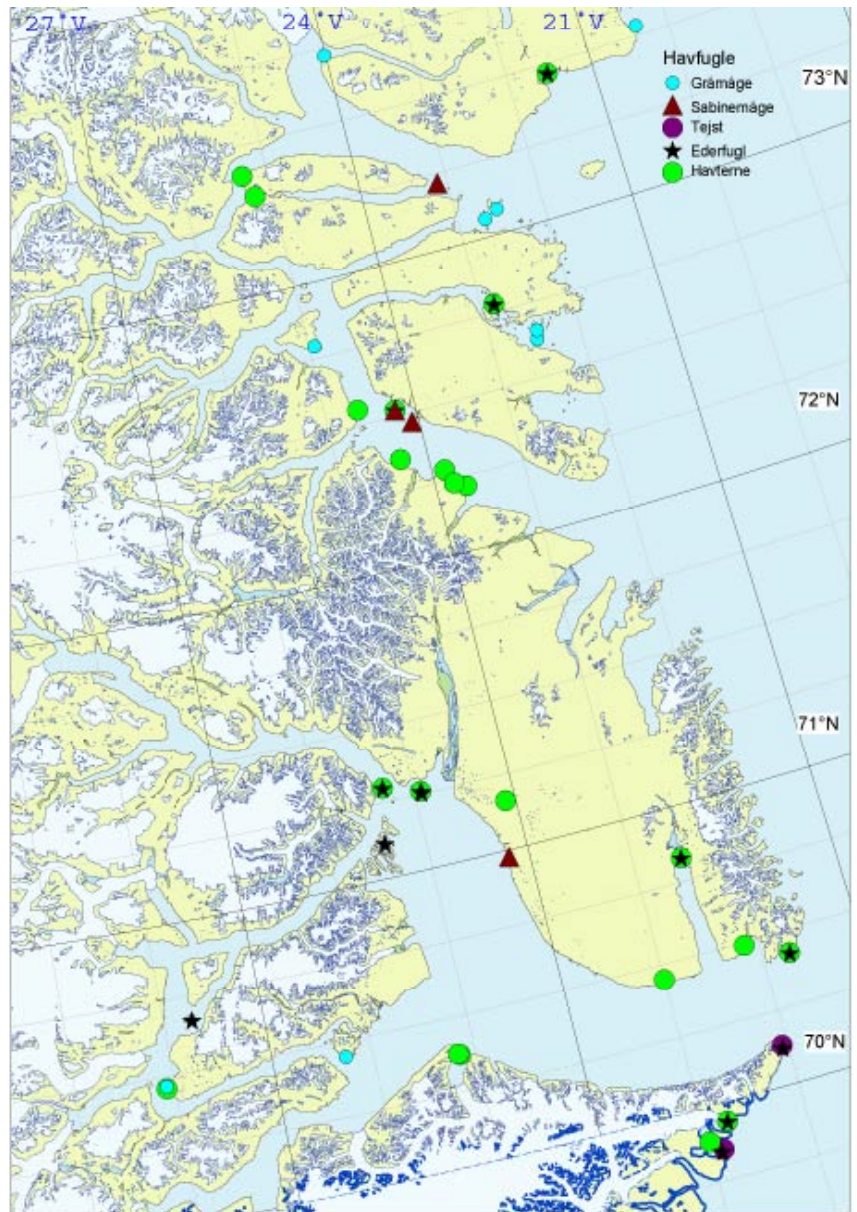 27°V
24°V
21°V
Havfugle
Gråmåge
Sabinemåge
Tejst
Ederfugl
Havterne
73°N
72°N
71°N
70°N